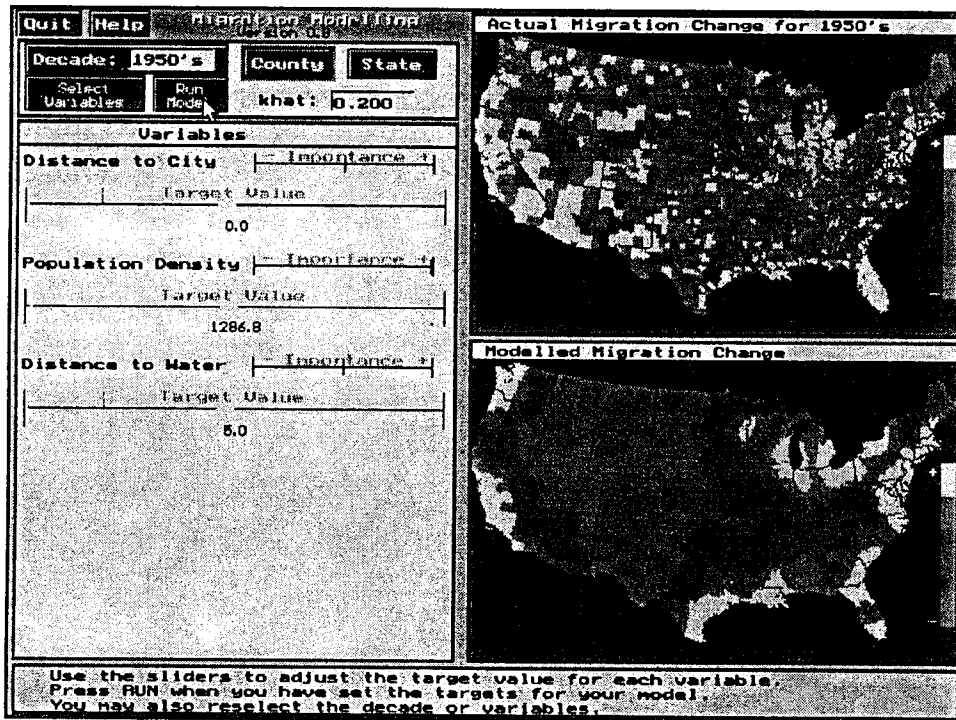 Quit Help Migration Modelling
Version 0.8
Decade: 1950's County State
Select Variables Run Model khat: 0.200
Variables
Distance to City - Importance +
Target Value
0.0
Population Density - Importance +
Target Value
1286.8
Distance to Water - Importance +
Target Value
5.0
Actual Migration Change for 1950's
+
-
Modelled Migration Change
+
-
Use the sliders to adjust the target value for each variable.
Press RUN when you have set the targets for your model.
You may also reselect the decade or variables.